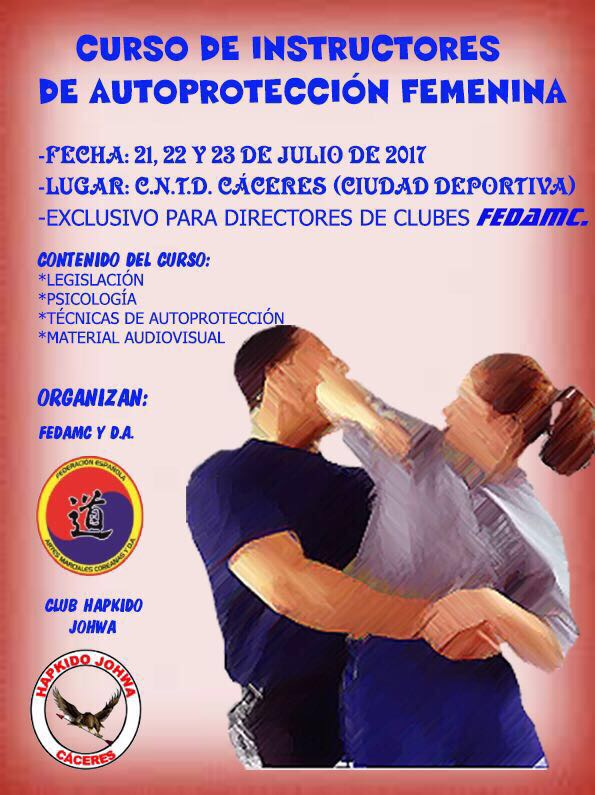 CURSO DE INSTRUCTORES
DE AUTOPROTECCIÓN FEMENINA
-FECHA: 21, 22 Y 23 DE JULIO DE 2017
-LUGAR: C.N.T.D. CÁCERES (CIUDAD DEPORTIVA)
-EXCLUSIVO PARA DIRECTORES DE CLUBES FEDAMC.
CONTENIDO DEL CURSO:
*LEGISLACIÓN
*PSICOLOGÍA
*TÉCNICAS DE AUTOPROTECCIÓN
*MATERIAL AUDIOVISUAL
ORGANIZAN:
FEDAMC Y D.A.
FEDERACIÓN ESPAÑOLA
道
ARTES MARCIALES COREANAS Y D.A
CLUB HAPKIDO
JOHWA
HAPKIDO JOHWA
CÁCERES